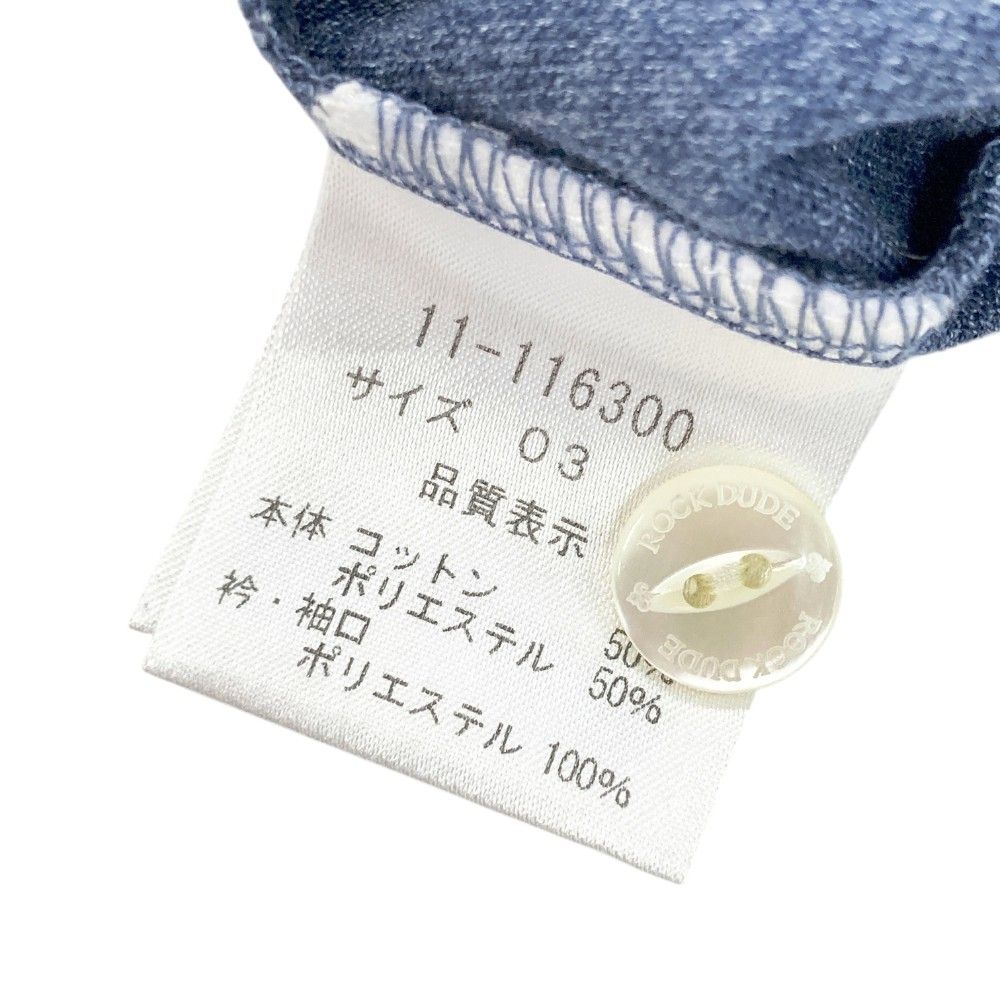 11-116300
サイズ 03
品質表示
本体 コットン 50%
ポリエステル 50%
衿・袖口
ポリエステル 100%
ROCK DUDE
ROCK DUDE